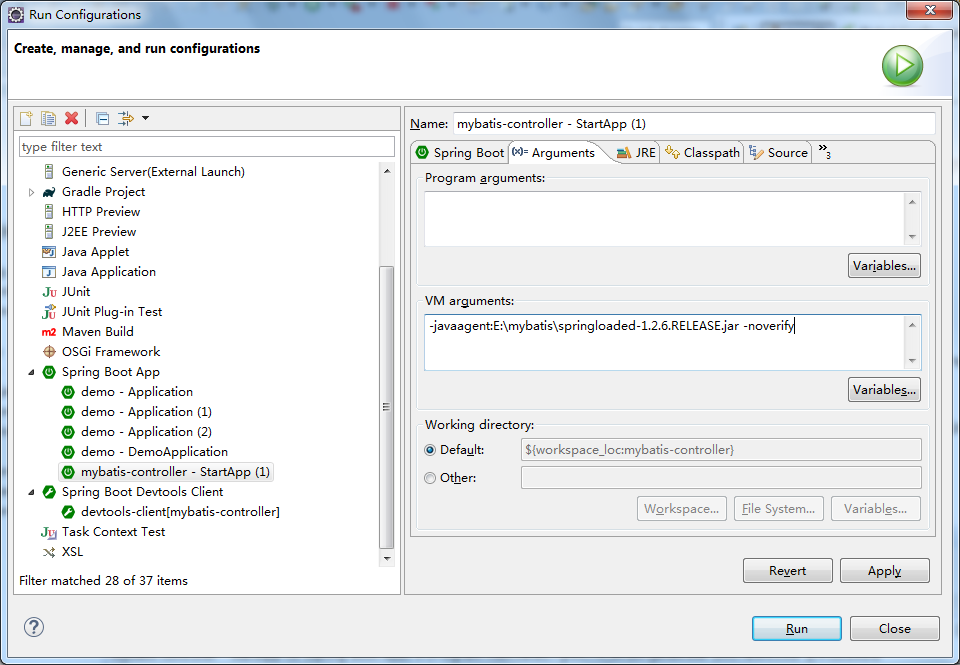 Run Configurations
Create, manage, and run configurations
type filter text
Generic Server(External Launch)
Gradle Project
HTTP Preview
J2EE Preview
Java Applet
Java Application
Ju JUnit
JUnit Plug-in Test
m2 Maven Build
OSGi Framework
Spring Boot App
demo - Application
demo - Application (1)
demo - Application (2)
demo - DemoApplication
mybatis-controller - StartApp (1)
Spring Boot Devtools Client
devtools-client[mybatis-controller]
Ju Task Context Test
XSL
Filter matched 28 of 37 items
Name: mybatis-controller - StartApp (1)
Spring Boot (x)= Arguments JRE Classpath Source »3
Program arguments:
Variables...
VM arguments:
-javaagent:E:\mybatis\springloaded-1.2.6.RELEASE.jar -noverify
Variables...
Working directory:
Default: ${workspace_loc:mybatis-controller}
Other:
Workspace... File System... Variables...
Revert Apply
? Run Close